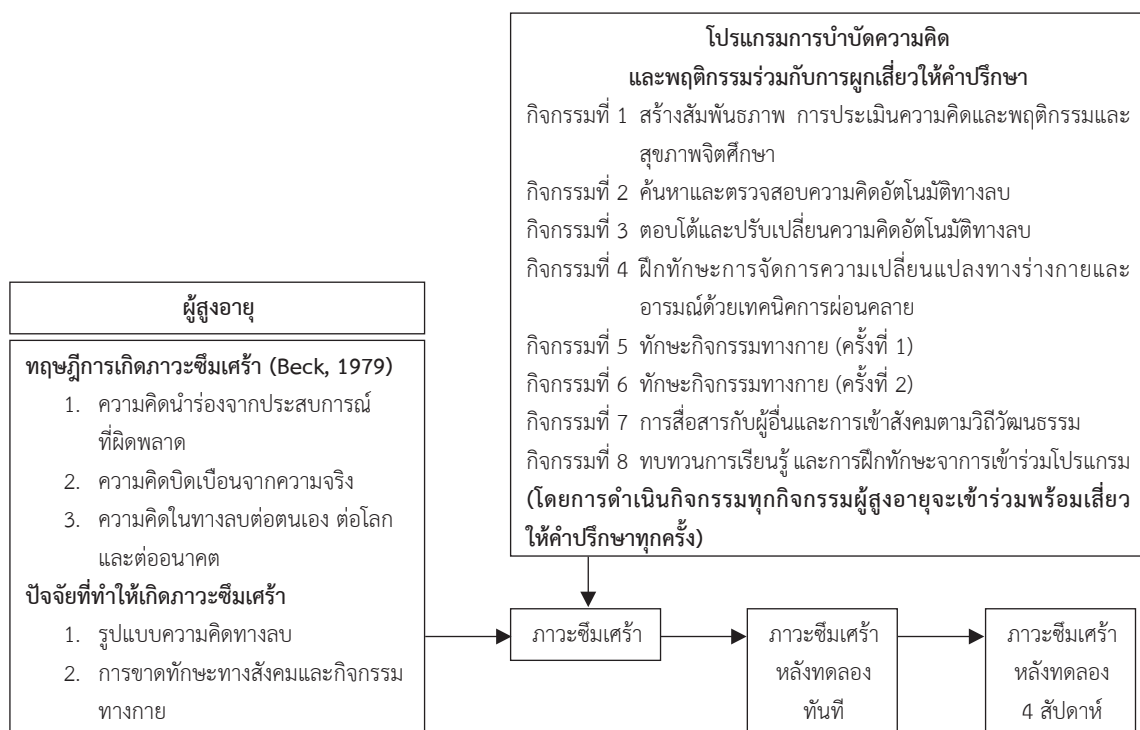 โปรแกรมการบำบัดความคิด
และพฤติกรรมร่วมกับการผูกเสี่ยวให้คำปรึกษา
กิจกรรมที่ 1 สร้างสัมพันธภาพ การประเมินความคิดและพฤติกรรมและ
สุขภาพจิตศึกษา
กิจกรรมที่ 2 ค้นหาและตรวจสอบความคิดอัตโนมัติทางลบ
กิจกรรมที่ 3 ตอบโต้และปรับเปลี่ยนความคิดอัตโนมัติทางลบ
กิจกรรมที่ 4 ฝึกทักษะการจัดการความเปลี่ยนแปลงทางร่างกายและ
อารมณ์ด้วยเทคนิคการผ่อนคลาย
กิจกรรมที่ 5 ทักษะกิจกรรมทางกาย (ครั้งที่ 1)
กิจกรรมที่ 6 ทักษะกิจกรรมทางกาย (ครั้งที่ 2)
กิจกรรมที่ 7 การสื่อสารกับผู้อื่นและการเข้าสังคมตามวิถีวัฒนธรรม
กิจกรรมที่ 8 ทบทวนการเรียนรู้ และการฝึกทักษะจาการเข้าร่วมโปรแกรม
(โดยการดำเนินกิจกรรมทุกกิจกรรมผู้สูงอายุจะเข้าร่วมพร้อมเสี่ยว
ให้คำปรึกษาทุกครั้ง)
ผู้สูงอายุ
ทฤษฎีการเกิดภาวะซึมเศร้า (Beck, 1979)
1. ความคิดนำร่องจากประสบการณ์
ที่ผิดพลาด
2. ความคิดบิดเบือนจากความจริง
3. ความคิดในทางลบต่อตนเอง ต่อโลก
และต่ออนาคต
ปัจจัยที่ทำให้เกิดภาวะซึมเศร้า
1. รูปแบบความคิดทางลบ
2. การขาดทักษะทางสังคมและกิจกรรม
ทางกาย
ภาวะซึมเศร้า
ภาวะซึมเศร้า
หลังทดลอง
ทันที
ภาวะซึมเศร้า
หลังทดลอง
4 สัปดาห์